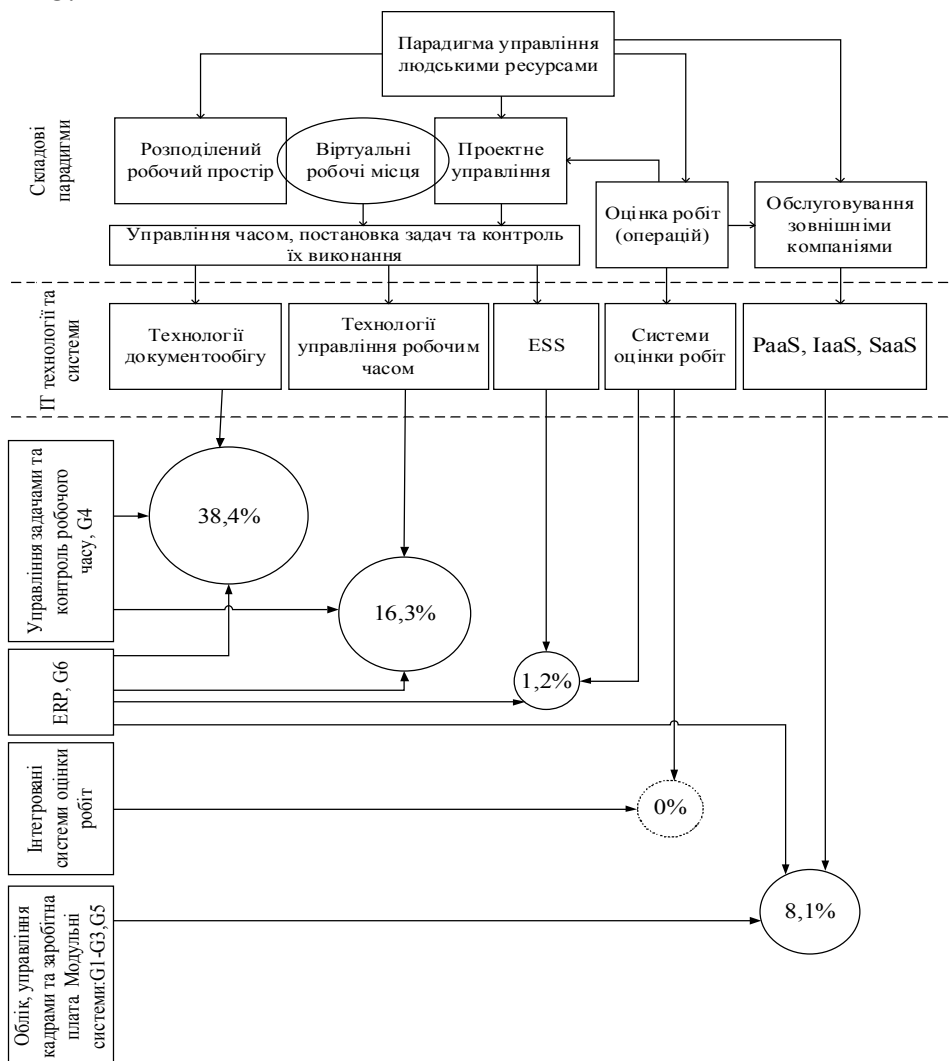 Парадигма управління
людськими ресурсами
Складові
парадигми
Розподілений
робочий простір
Віртуальні
робочі місця
Проектне
управління
Оцінка робіт
(операцій)
Обслуговування
зовнішніми
компаніями
Управління часом, постановка задач та контроль
їх виконання
ІТ технології та
системи
Технології
документообігу
Технології
управління робочим
часом
ESS
Системи
оцінки робіт
PaaS, IaaS, SaaS
Управління задачами та
контроль робочого
часу, G4
38,4%
16,3%
ERP, G6
1,2%
Інтегровані
системи оцінки
робіт
0%
Облік, управління
кадрами та заробітна
плата. Модульні
системи:G1-G3,G5
8,1%